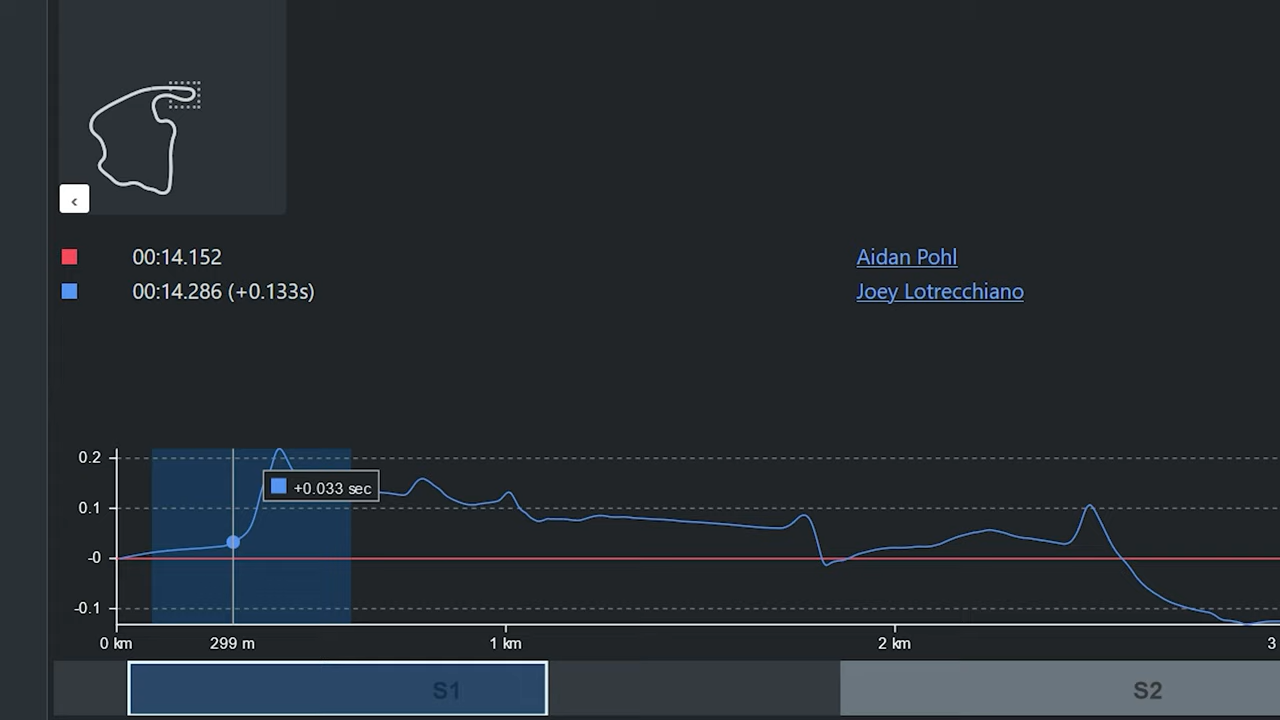 ‹
00:14.152 Aidan Pohl
00:14.286 (+0.133s) Joey Lotrecchiano
0.2
+0.033 sec
0.1
-0
-0.1
0 km 299 m 1 km 2 km 3
S1 S2